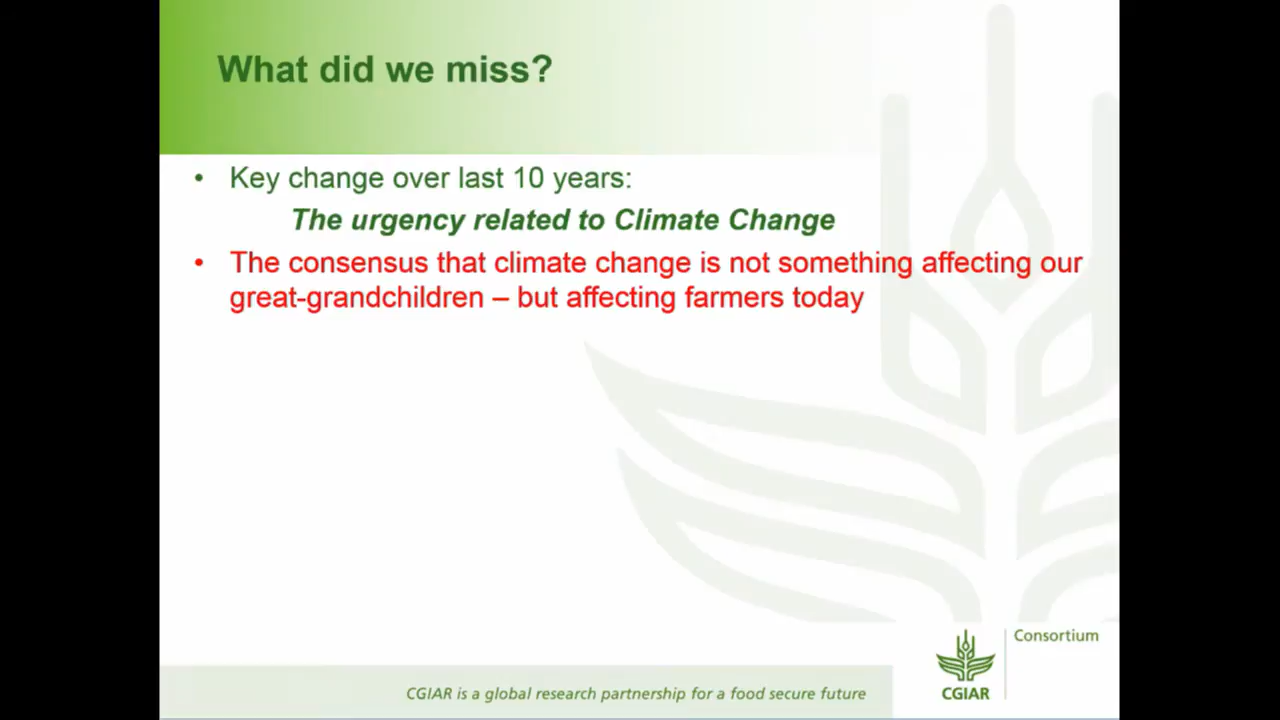 What did we miss?
• Key change over last 10 years:
The urgency related to Climate Change
• The consensus that climate change is not something affecting our
great-grandchildren – but affecting farmers today
Consortium
CGIAR
CGIAR is a global research partnership for a food secure future